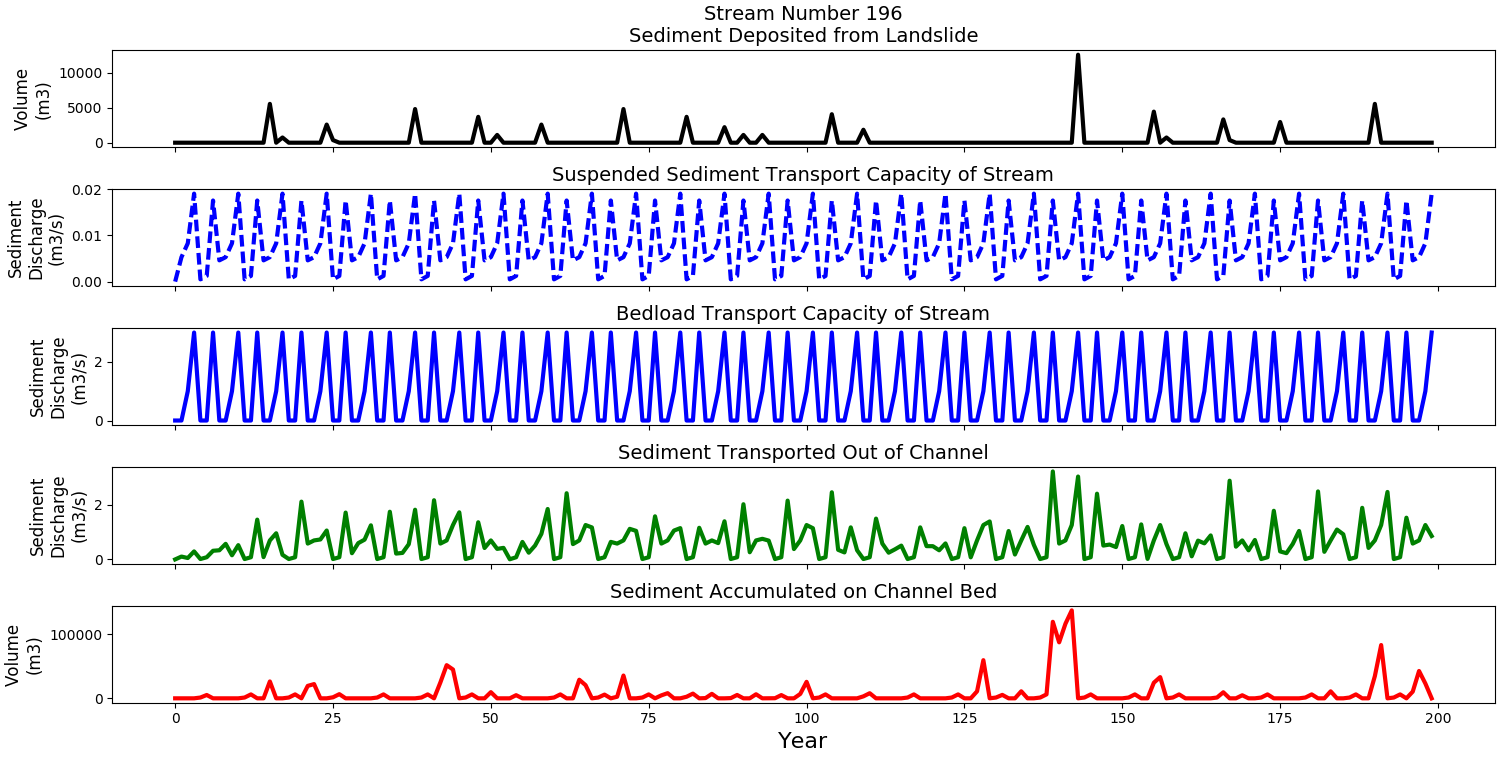 Stream Number 196
Sediment Deposited from Landslide
Volume
(m3)
10000
5000
0
Suspended Sediment Transport Capacity of Stream
Sediment
Discharge
(m3/s)
0.02
0.01
0.00
Bedload Transport Capacity of Stream
Sediment
Discharge
(m3/s)
2
0
Sediment Transported Out of Channel
Sediment
Discharge
(m3/s)
2
0
Sediment Accumulated on Channel Bed
Volume
(m3)
100000
0
0 25 50 75 100 125 150 175 200
Year